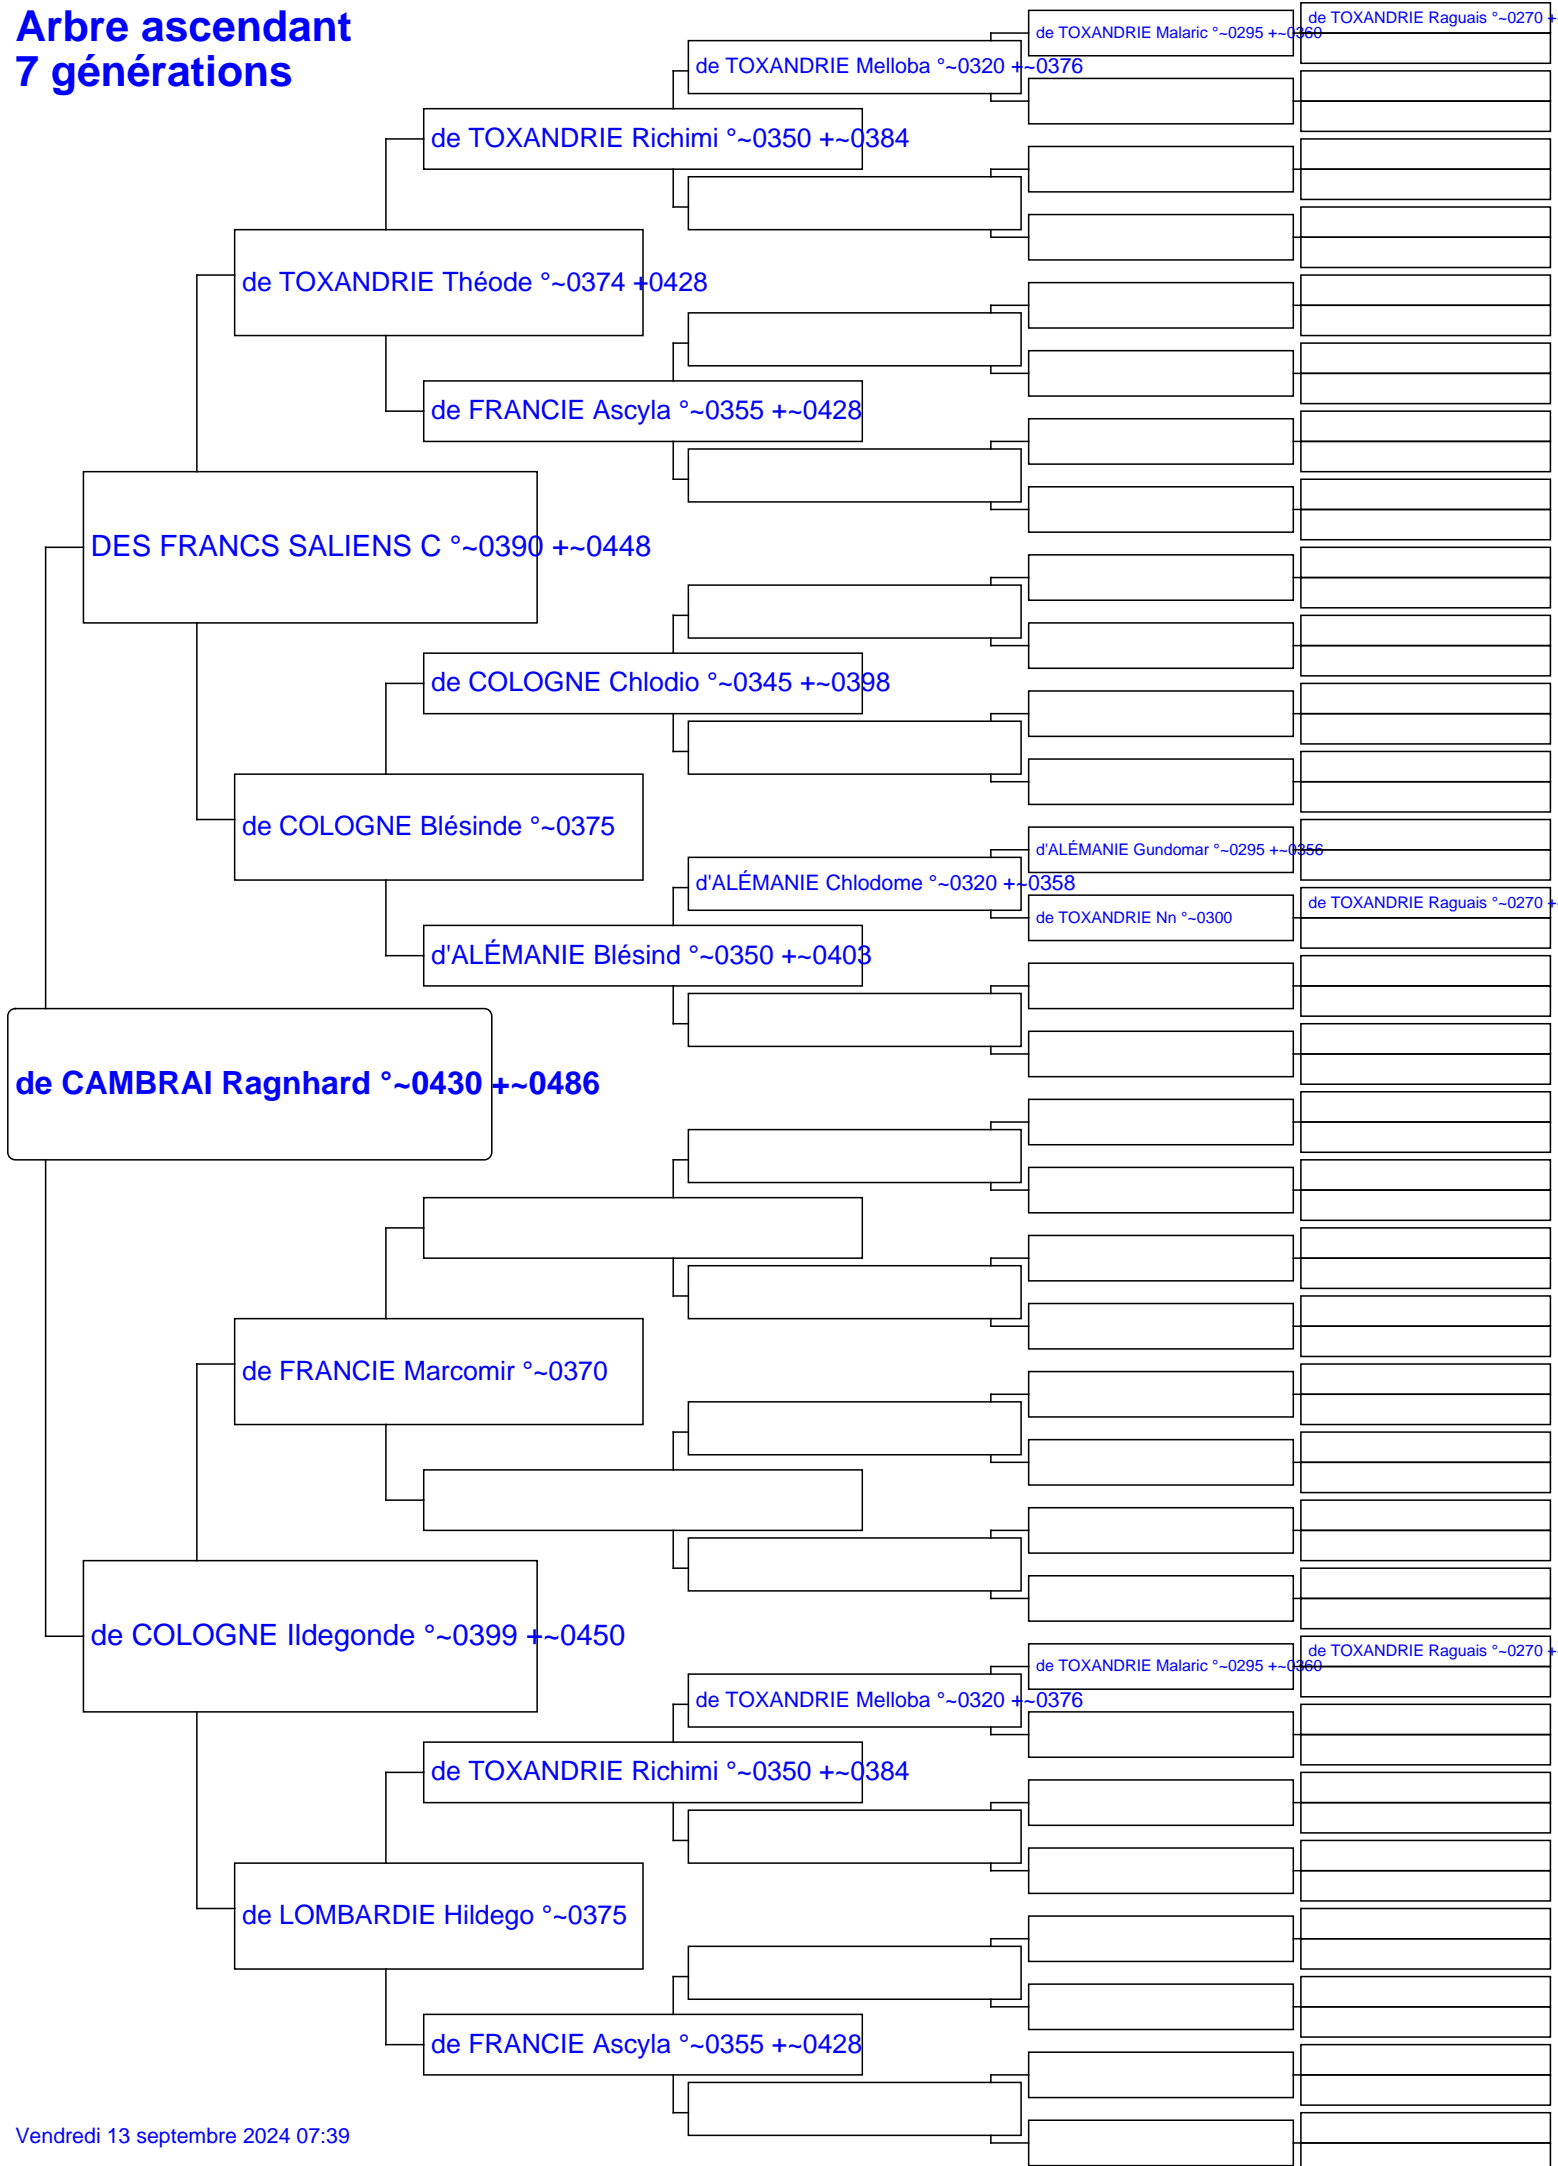 Arbre ascendant
7 générations
de TOXANDRIE Raguais °~0270 +
de TOXANDRIE Malaric °~0295 +~0360
de TOXANDRIE Melloba °~0320 +~0376
de TOXANDRIE Richimi °~0350 +~0384
de TOXANDRIE Théode °~0374 +0428
de FRANCIE Ascyla °~0355 +~0428
DES FRANCS SALIENS C °~0390 +~0448
de COLOGNE Chlodio °~0345 +~0398
de COLOGNE Blésinde °~0375
d'ALÉMANIE Gundomar °~0295 +~0356
d'ALÉMANIE Chlodome °~0320 +~0358
de TOXANDRIE Raguais °~0270 +
de TOXANDRIE Nn °~0300
d'ALÉMANIE Blésind °~0350 +~0403
de CAMBRAI Ragnhard °~0430 +~0486
de FRANCIE Marcomir °~0370
de COLOGNE Ildegonde °~0399 +~0450
de TOXANDRIE Raguais °~0270 +
de TOXANDRIE Malaric °~0295 +~0360
de TOXANDRIE Melloba °~0320 +~0376
de TOXANDRIE Richimi °~0350 +~0384
de LOMBARDIE Hildego °~0375
de FRANCIE Ascyla °~0355 +~0428
Vendredi 13 septembre 2024 07:39